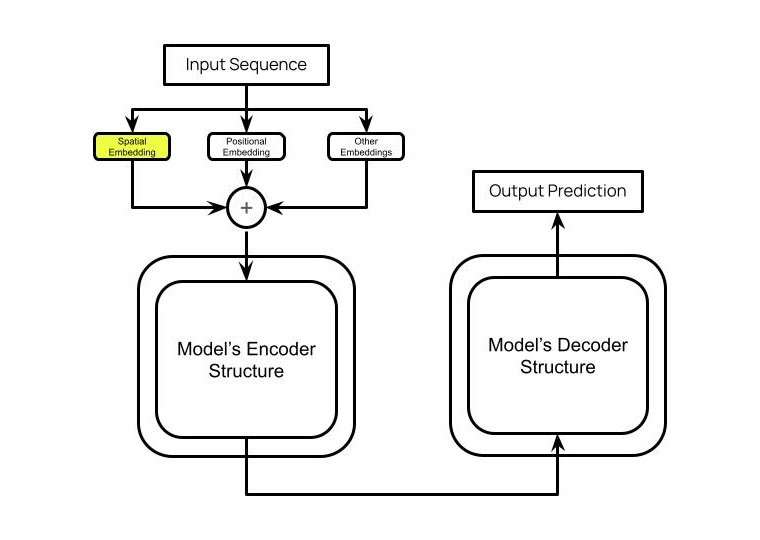 Input Sequence
Spatial
Embedding
Positional
Embedding
Other
Embeddings
+
Output Prediction
Model's Encoder
Structure
Model's Decoder
Structure